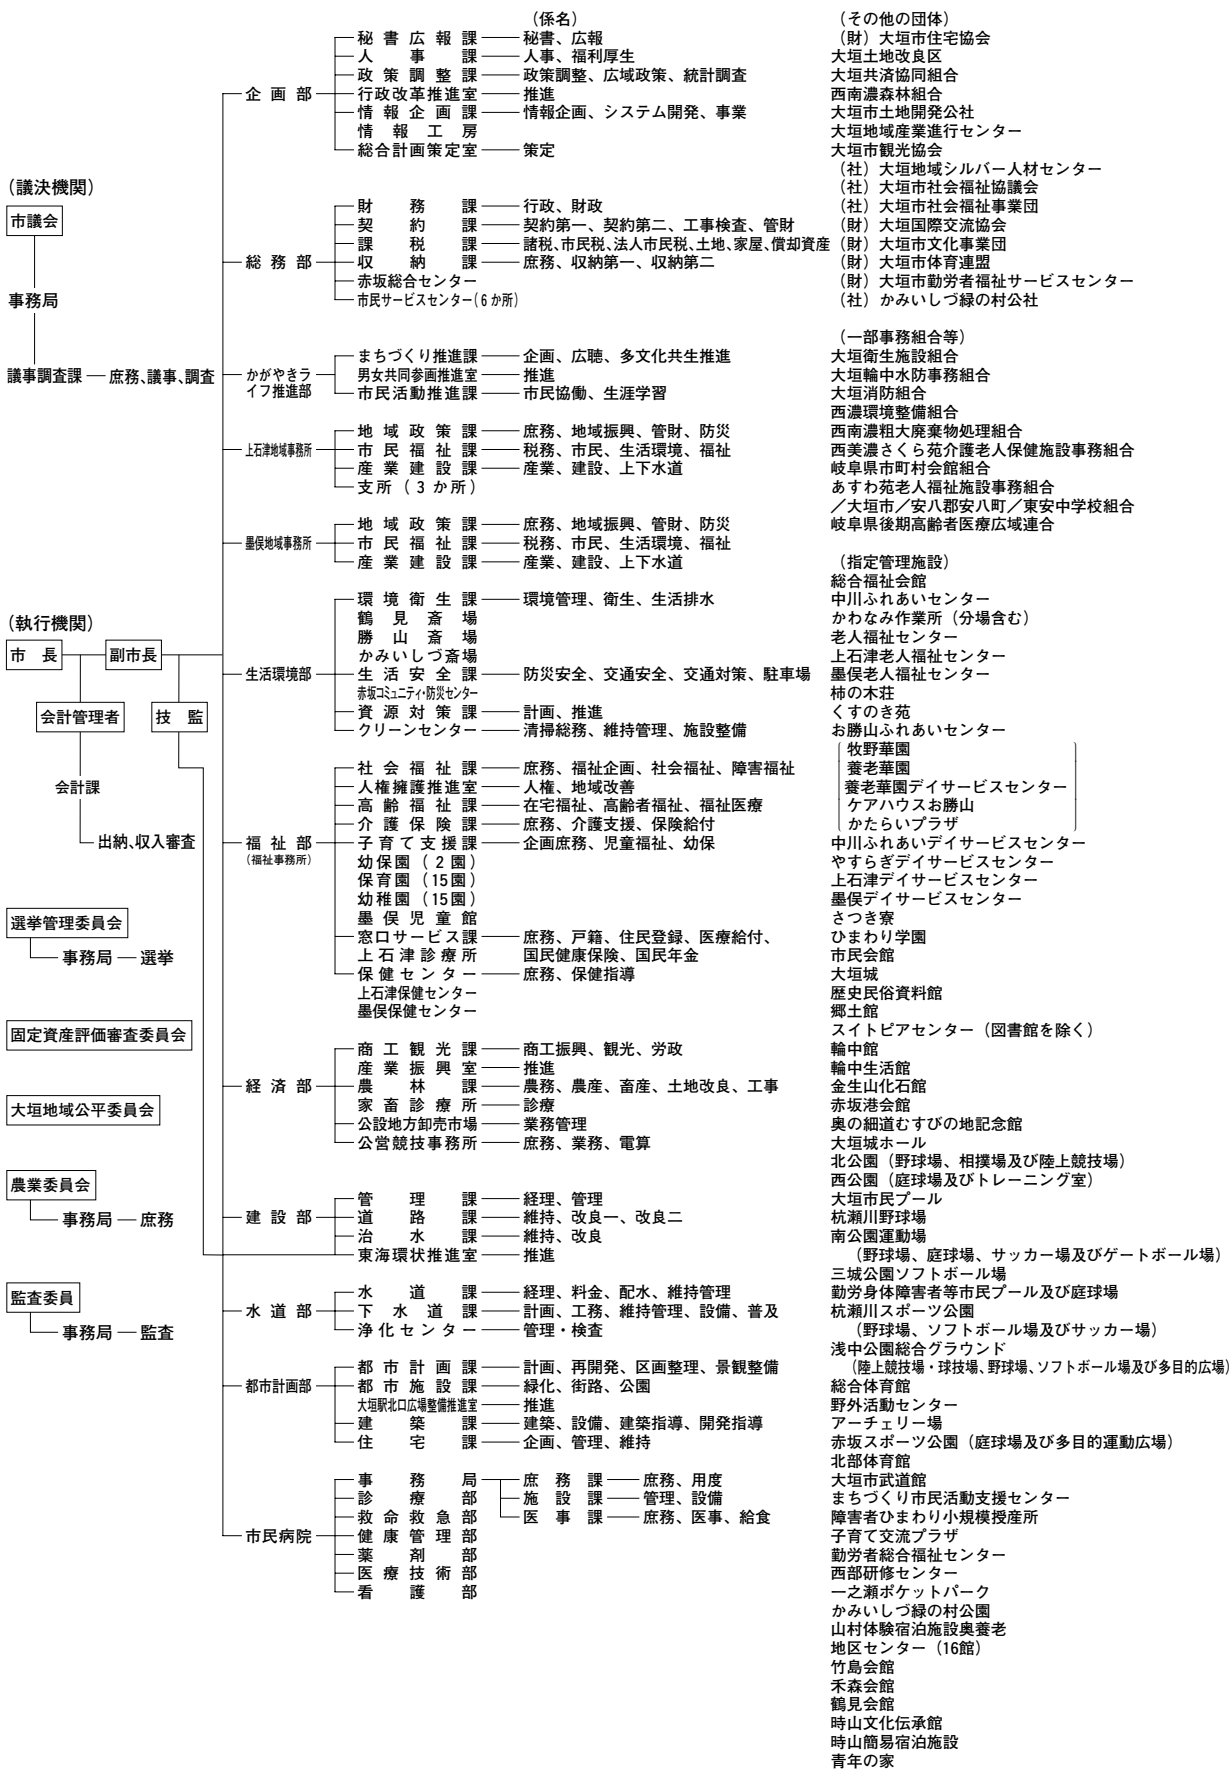 (議決機関)
市議会
事務局
議事調査課 庶務、議事、調査
(執行機関)
市長 副市長
会計管理者 技監
会計課
出納、収入審査
選挙管理委員会
事務局 選挙
固定資産評価審査委員会
大垣地域公平委員会
農業委員会
事務局 庶務
監査委員
事務局 監査
(係名)
企画部
秘書広報課 秘書、広報
人事課 人事、福利厚生
政策調整課 政策調整、広域政策、統計調査
行政改革推進室 推進
情報企画課 情報企画、システム開発、事業
情報工房
総合計画策定室 策定
総務部
財務課 行政、財政
契約課 契約第一、契約第二、工事検査、管財
課税課 諸税、市民税、法人市民税、土地、家屋、償却資産
収納課 庶務、収納第一、収納第二
赤坂総合センター
市民サービスセンター(6か所)
かがやきラ
イフ推進部
まちづくり推進課 企画、広聴、多文化共生推進
男女共同参画推進室 推進
市民活動推進課 市民協働、生涯学習
上石津地域事務所
地域政策課 庶務、地域振興、管財、防災
市民福祉課 税務、市民、生活環境、福祉
産業建設課 産業、建設、上下水道
支所(3か所)
墨俣地域事務所
地域政策課 庶務、地域振興、管財、防災
市民福祉課 税務、市民、生活環境、福祉
産業建設課 産業、建設、上下水道
生活環境部
環境衛生課 環境管理、衛生、生活排水
鶴見斎場
勝山斎場
かみいしづ斎場
生活安全課 防災安全、交通安全、交通対策、駐車場
赤坂コミュニティ・防災センター
資源対策課 計画、推進
クリーンセンター 清掃総務、維持管理、施設整備
福祉部
(福祉事務所)
社会福祉課 庶務、福祉企画、社会福祉、障害福祉
人権擁護推進室 人権、地域改善
高齢福祉課 在宅福祉、高齢者福祉、福祉医療
介護保険課 庶務、介護支援、保険給付
子育て支援課 企画庶務、児童福祉、幼保
幼保園(2園)
保育園(15園)
幼稚園(15園)
墨俣児童館
窓口サービス課 庶務、戸籍、住民登録、医療給付、
上石津診療所 国民健康保険、国民年金
保健センター 庶務、保健指導
上石津保健センター
墨俣保健センター
経済部
商工観光課 商工振興、観光、労政
産業振興室 推進
農林課 農務、農産、畜産、土地改良、工事
家畜診療所 診療
公設地方卸売市場 業務管理
公営競技事務所 庶務、業務、電算
建設部
管理課 経理、管理
道路課 維持、改良一、改良二
治水課 維持、改良
東海環状推進室 推進
水道部
水道課 経理、料金、配水、維持管理
下水道課 計画、工務、維持管理、設備、普及
浄化センター 管理・検査
都市計画部
都市計画課 計画、再開発、区画整理、景観整備
都市施設課 緑化、街路、公園
大垣駅北口広場整備推進室 推進
建築課 建築、設備、建築指導、開発指導
住宅課 企画、管理、維持
市民病院
事務局 庶務課 庶務、用度
診療部 施設課 管理、設備
救命救急部 医事課 庶務、医事、給食
健康管理部
薬剤部
医療技術部
看護部
(その他の団体)
(財)大垣市住宅協会
大垣土地改良区
大垣共済協同組合
西南濃森林組合
大垣市土地開発公社
大垣地域産業進行センター
大垣市観光協会
(社)大垣地域シルバー人材センター
(社)大垣市社会福祉協議会
(社)大垣市社会福祉事業団
(財)大垣国際交流協会
(財)大垣市文化事業団
(財)大垣市体育連盟
(財)大垣市勤労者福祉サービスセンター
(社)かみいしづ緑の村公社
(一部事務組合等)
大垣衛生施設組合
大垣輪中水防事務組合
大垣消防組合
西濃環境整備組合
西南濃粗大廃棄物処理組合
西美濃さくら苑介護老人保健施設事務組合
岐阜県市町村会館組合
あすわ苑老人福祉施設事務組合
/大垣市/安八郡安八町/東安中学校組合
岐阜県後期高齢者医療広域連合
(指定管理施設)
総合福祉会館
中川ふれあいセンター
かわなみ作業所(分場含む)
老人福祉センター
上石津老人福祉センター
墨俣老人福祉センター
柿の木荘
くすのき苑
お勝山ふれあいセンター
牧野華園
養老華園
養老華園デイサービスセンター
ケアハウスお勝山
かたらいプラザ
中川ふれあいデイサービスセンター
やすらぎデイサービスセンター
上石津デイサービスセンター
墨俣デイサービスセンター
さつき寮
ひまわり学園
市民会館
大垣城
歴史民俗資料館
郷土館
スイトピアセンター(図書館を除く)
輪中館
輪中生活館
金生山化石館
赤坂港会館
奥の細道むすびの地記念館
大垣城ホール
北公園(野球場、相撲場及び陸上競技場)
西公園(庭球場及びトレーニング室)
大垣市民プール
杭瀬川野球場
南公園運動場
(野球場、庭球場、サッカー場及びゲートボール場)
三城公園ソフトボール場
勤労身体障害者等市民プール及び庭球場
杭瀬川スポーツ公園
(野球場、ソフトボール場及びサッカー場)
浅中公園総合グラウンド
(陸上競技場・球技場、野球場、ソフトボール場及び多目的広場)
総合体育館
野外活動センター
アーチェリー場
赤坂スポーツ公園(庭球場及び多目的運動広場)
北部体育館
大垣市武道館
まちづくり市民活動支援センター
障害者ひまわり小規模授産所
子育て交流プラザ
勤労者総合福祉センター
西部研修センター
一之瀬ポケットパーク
かみいしづ緑の村公園
山村体験宿泊施設奥養老
地区センター(16館)
竹島会館
禾森会館
鶴見会館
時山文化伝承館
時山簡易宿泊施設
青年の家